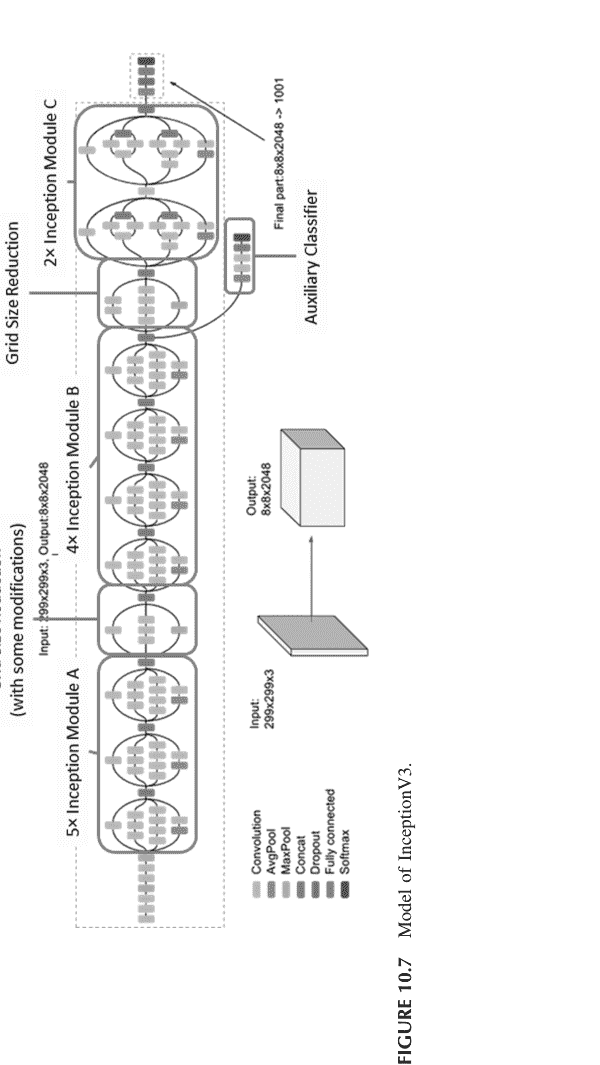 Grid Size Reduction
(with some modifications)
Input: 299x299x3, Output:8x8x2048
5× Inception Module A
4× Inception Module B
2× Inception Module C
Input:
299x299x3
Output:
8x8x2048
Auxiliary Classifier
Final part:8x8x2048 -> 1001
Convolution
AvgPool
MaxPool
Concat
Dropout
Fully connected
Softmax
FIGURE 10.7 Model of InceptionV3.